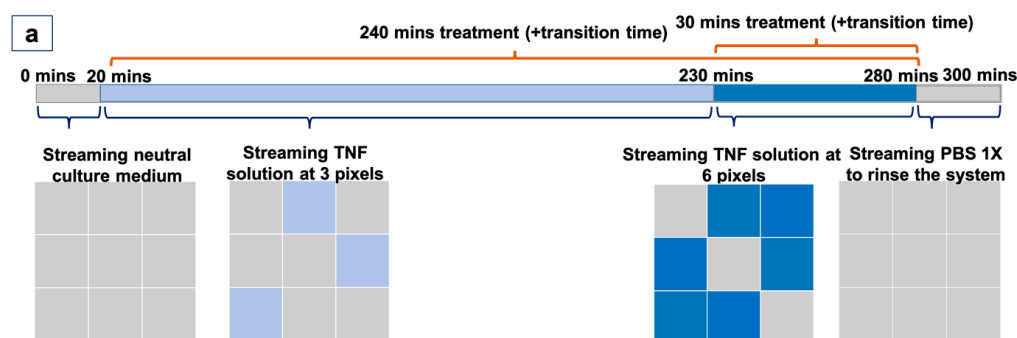 a
240 mins treatment (+transition time)
30 mins treatment (+transition time)
0 mins
20 mins
230 mins
280 mins
300 mins
Streaming neutral
culture medium
Streaming TNF
solution at 3 pixels
Streaming TNF solution at
6 pixels
Streaming PBS 1X
to rinse the system